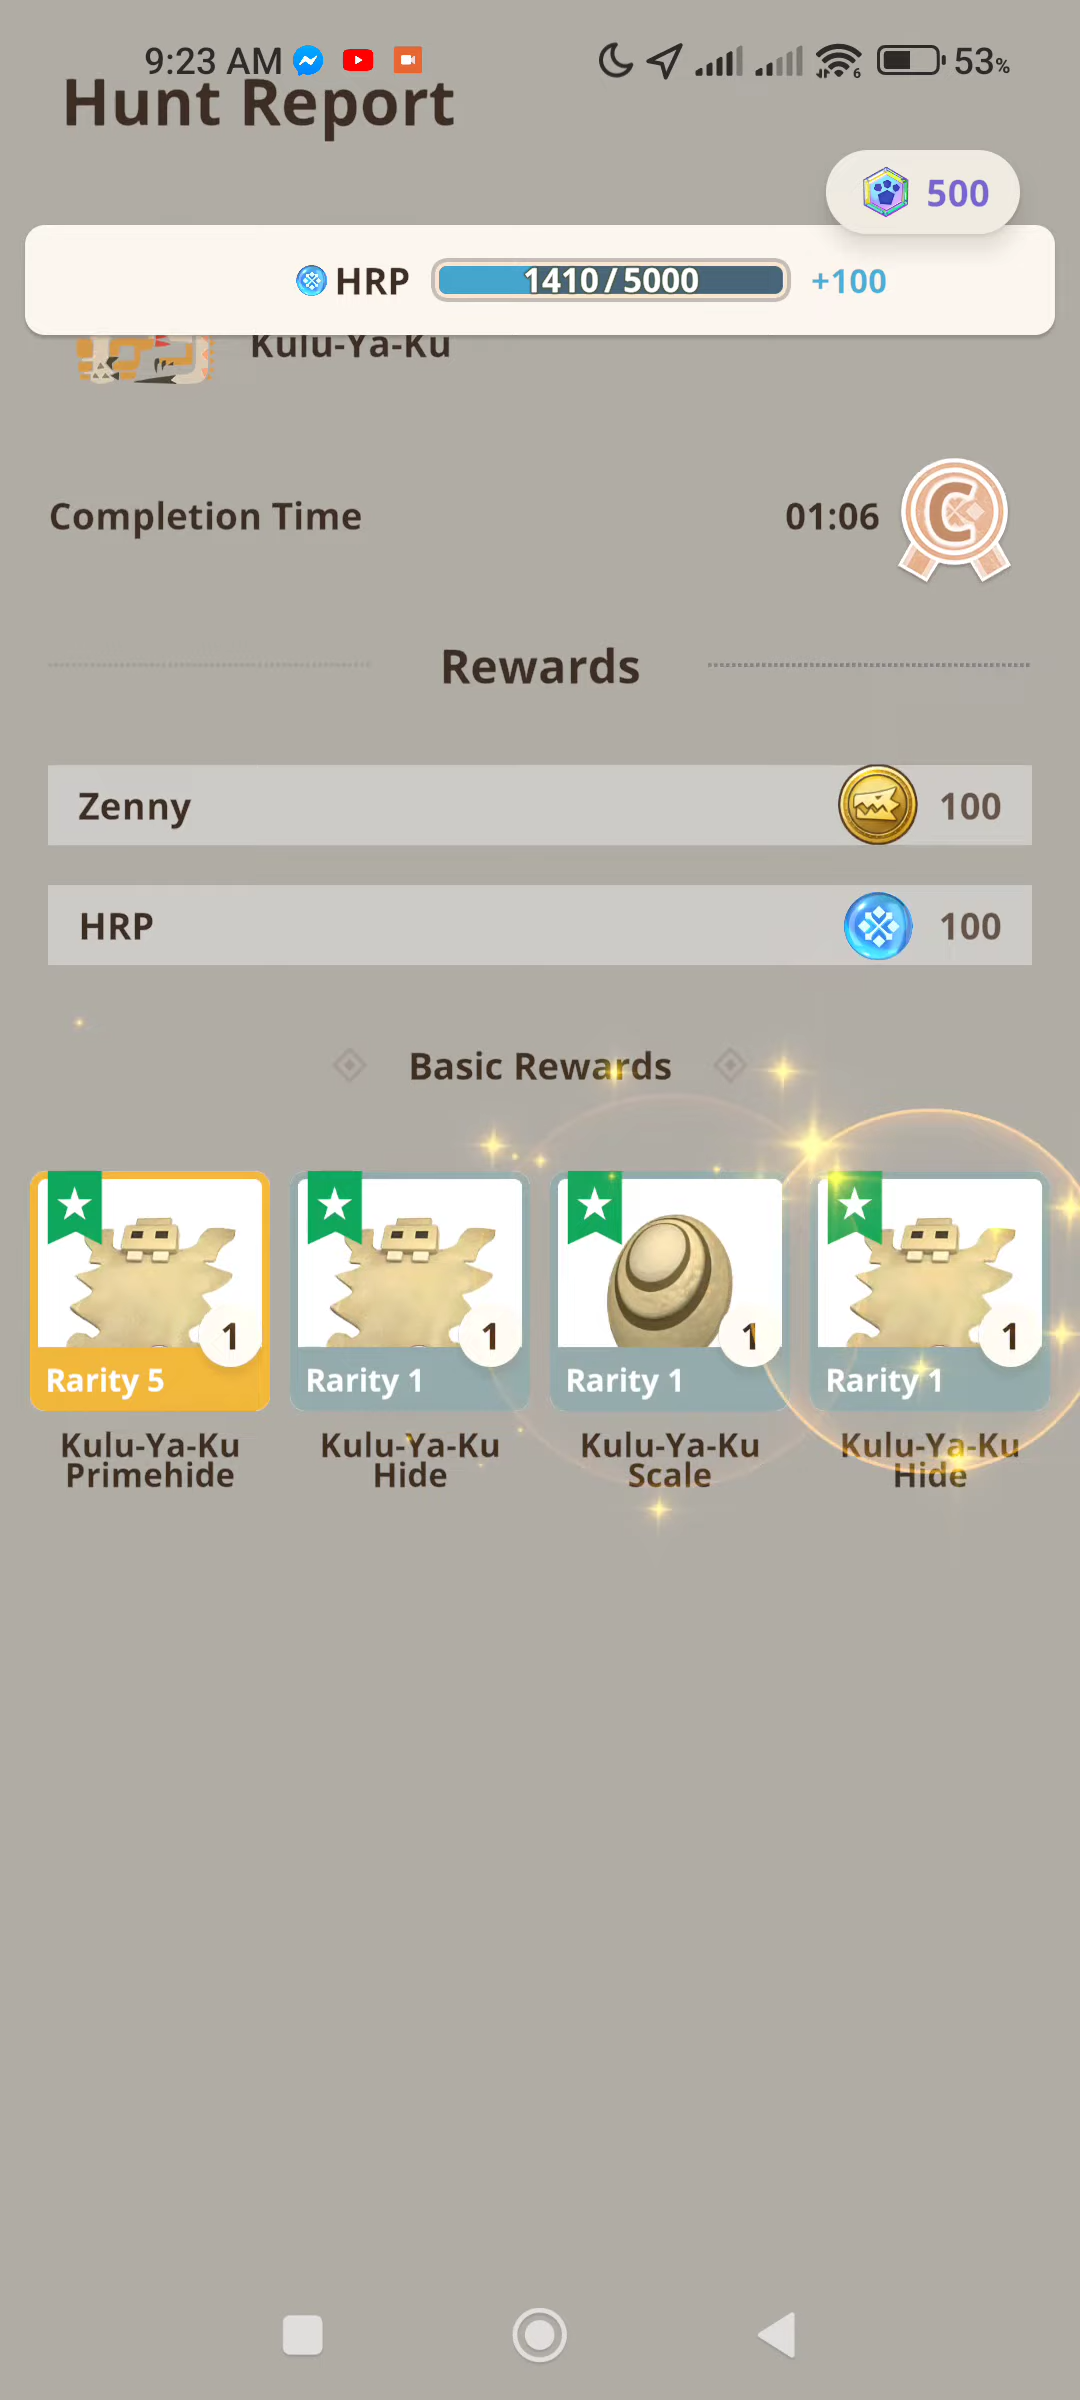 9:23 AM 53%
Hunt Report
500
HRP 1410/5000 +100
Kulu-Ya-Ku
Completion Time 01:06 C
Rewards
Zenny 100
HRP 100
Basic Rewards
1 1 1 1
Rarity 5 Rarity 1 Rarity 1 Rarity 1
Kulu-Ya-Ku Kulu-Ya-Ku Kulu-Ya-Ku Kulu-Ya-Ku
Primehide Hide Scale Hide